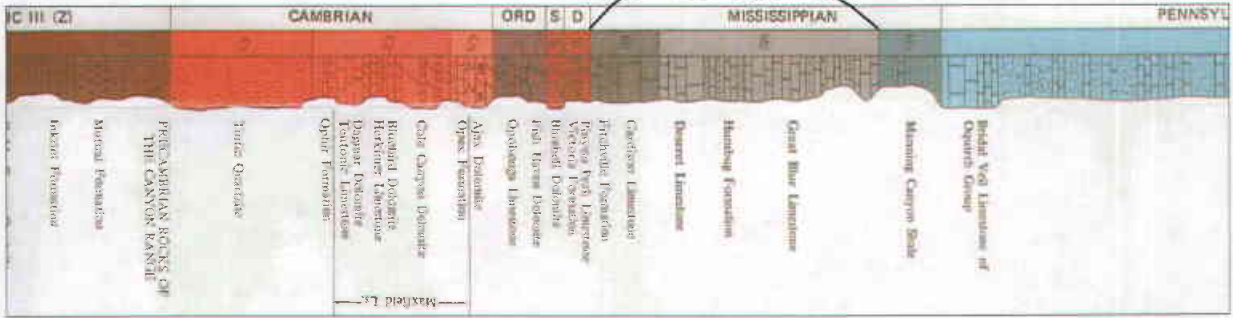 IC III (Z)
CAMBRIAN
ORD
S
D
MISSISSIPPIAN
PENNSYL
Inkom Formation
Mutual Formation
PRECAMBRIAN ROCKS OF
THE CANYON RANGE
Tintic Quartzite
Ophir Formation
Teutonic Limestone
Dagmar Dolomite
Herkimer Limestone
Bluebird Dolomite
Cole Canyon Dolomite
Opex Formation
Ajax Dolomite
Maxfield Ls.
Opohonga Limestone
Fish Haven Dolomite
Bluebell Dolomite
Victoria Formation
Pinyon Peak Limestone
Fitchville Formation
Gardison Limestone
Deseret Limestone
Humbug Formation
Great Blue Limestone
Manning Canyon Shale
Bridal Veil Limestone of
Oquirrh Group